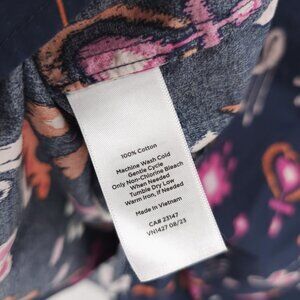 100% Cotton
Machine Wash Cold
Gentle Cycle
Only Non-Chlorine Bleach
When Needed
Tumble Dry Low
Warm Iron, if Needed
Made in Vietnam
CA# 23147
VH1427 08/23